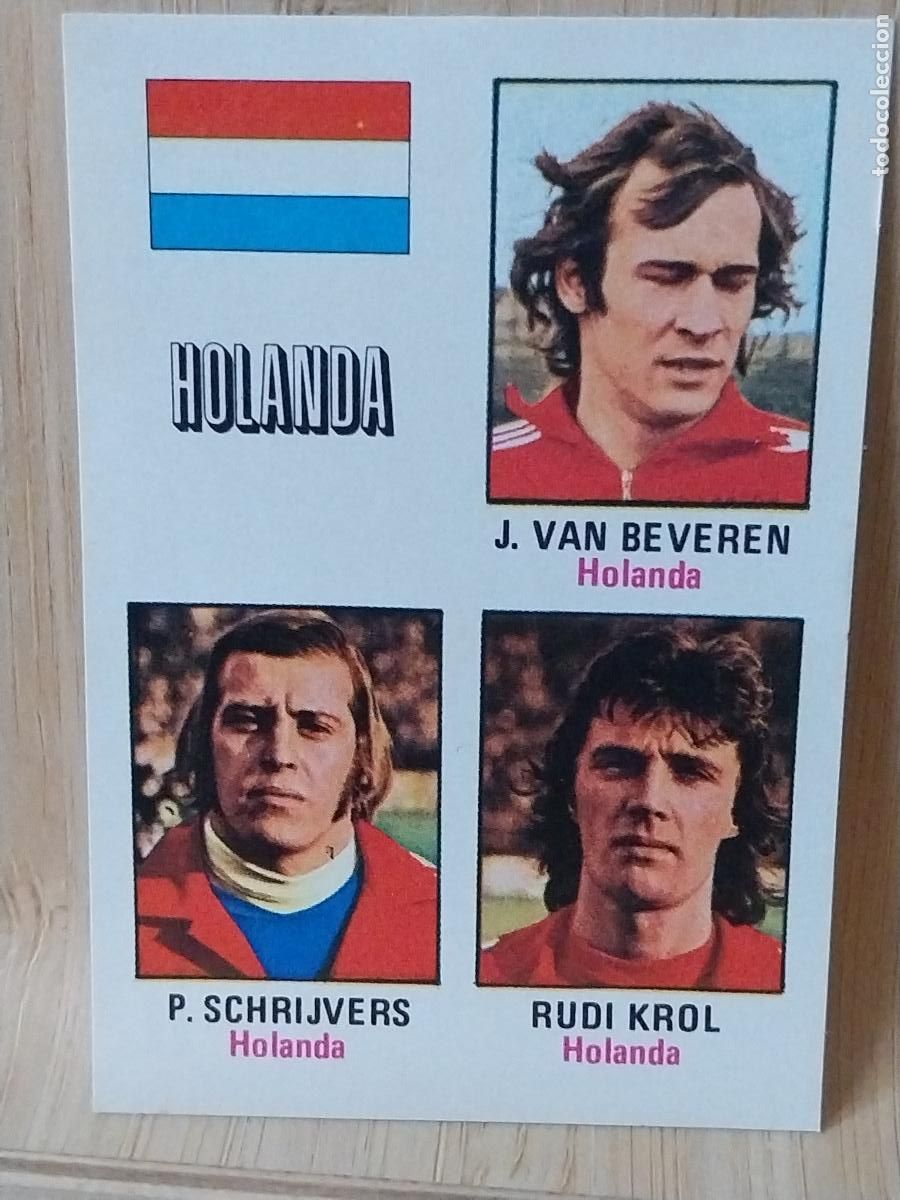 HOLANDA
J. VAN BEVEREN
Holanda
P. SCHRIJVERS
Holanda
RUDI KROL
Holanda
todocoleccion